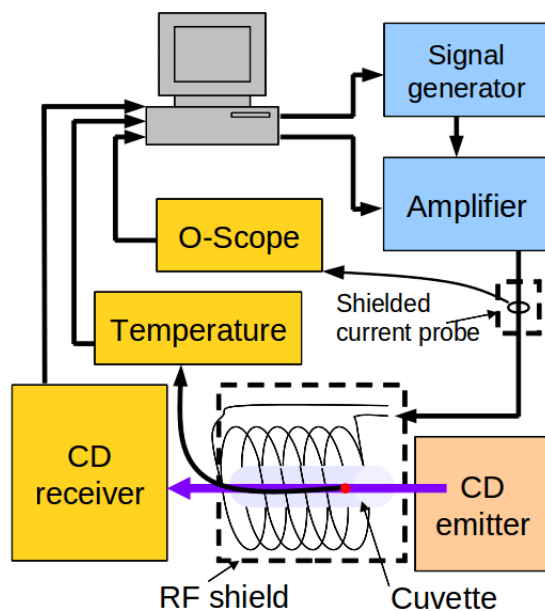 Signal
generator
Amplifier
O-Scope
Shielded
current probe
Temperature
CD
receiver
CD
emitter
RF shield
Cuvette